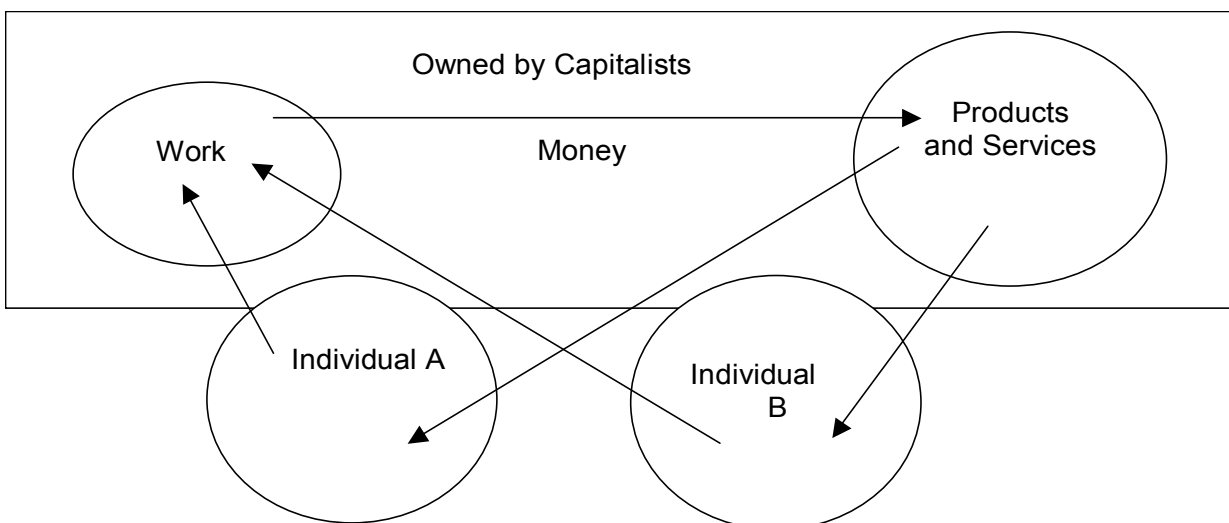 Owned by Capitalists
Work
Money
Products
and Services
Individual A
Individual
B